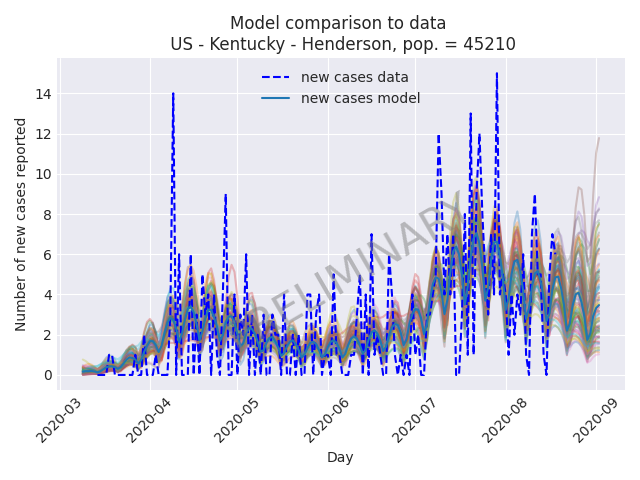 Model comparison to data
US - Kentucky - Henderson, pop. = 45210
new cases data
new cases model
Number of new cases reported
14
12
10
8
6
4
2
0
PRELIMINARY
2020-03
2020-04
2020-05
2020-06
2020-07
2020-08
2020-09
Day